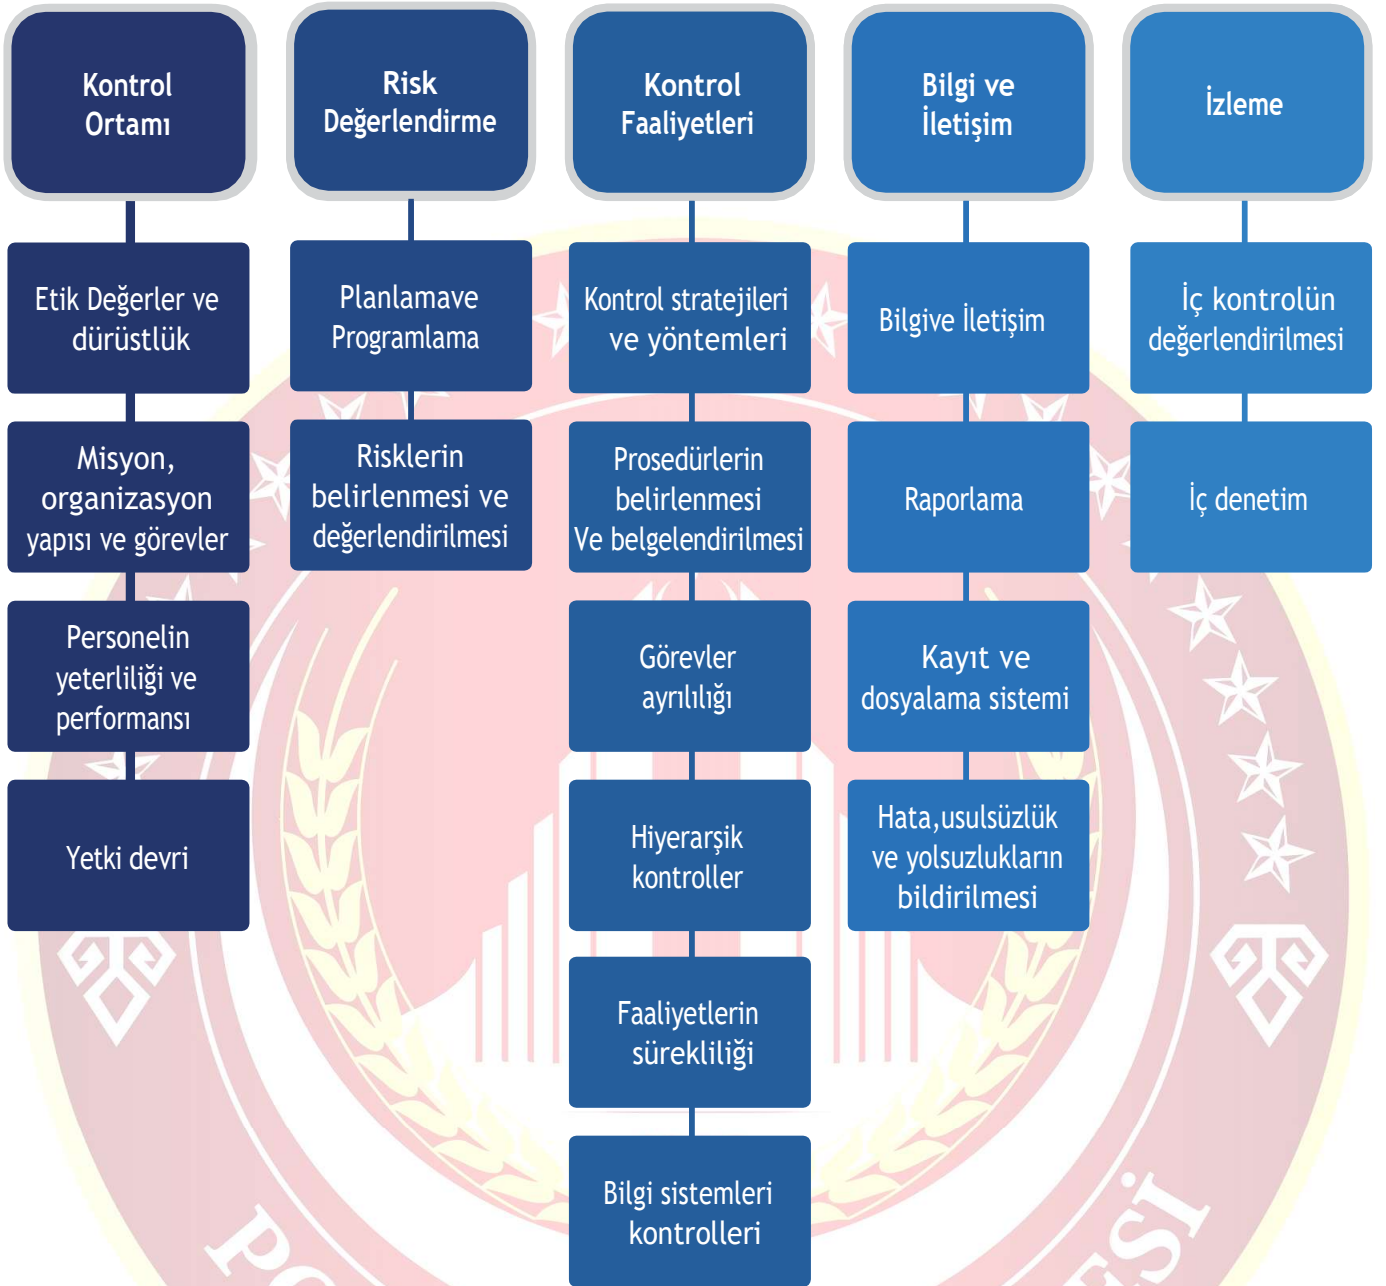 Kontrol
Ortamı
Etik Değerler ve
dürüstlük
Misyon,
organizasyon
yapısı ve görevler
Personelin
yeterliliği ve
performansı
Yetki devri
Risk
Değerlendirme
Planlamave
Programlama
Risklerin
belirlenmesi ve
değerlendirilmesi
Kontrol
Faaliyetleri
Kontrol stratejileri
ve yöntemleri
Prosedürlerin
belirlenmesi
Ve belgelendirilmesi
Görevler
ayrılılığı
Hiyerarşik
kontroller
Faaliyetlerin
sürekliliği
Bilgi sistemleri
kontrolleri
Bilgi ve
İletişim
Bilgive İletişim
Raporlama
Kayıt ve
dosyalama sistemi
Hata,usulsüzlük
ve yolsuzlukların
bildirilmesi
İzleme
İç kontrolün
değerlendirilmesi
İç denetim